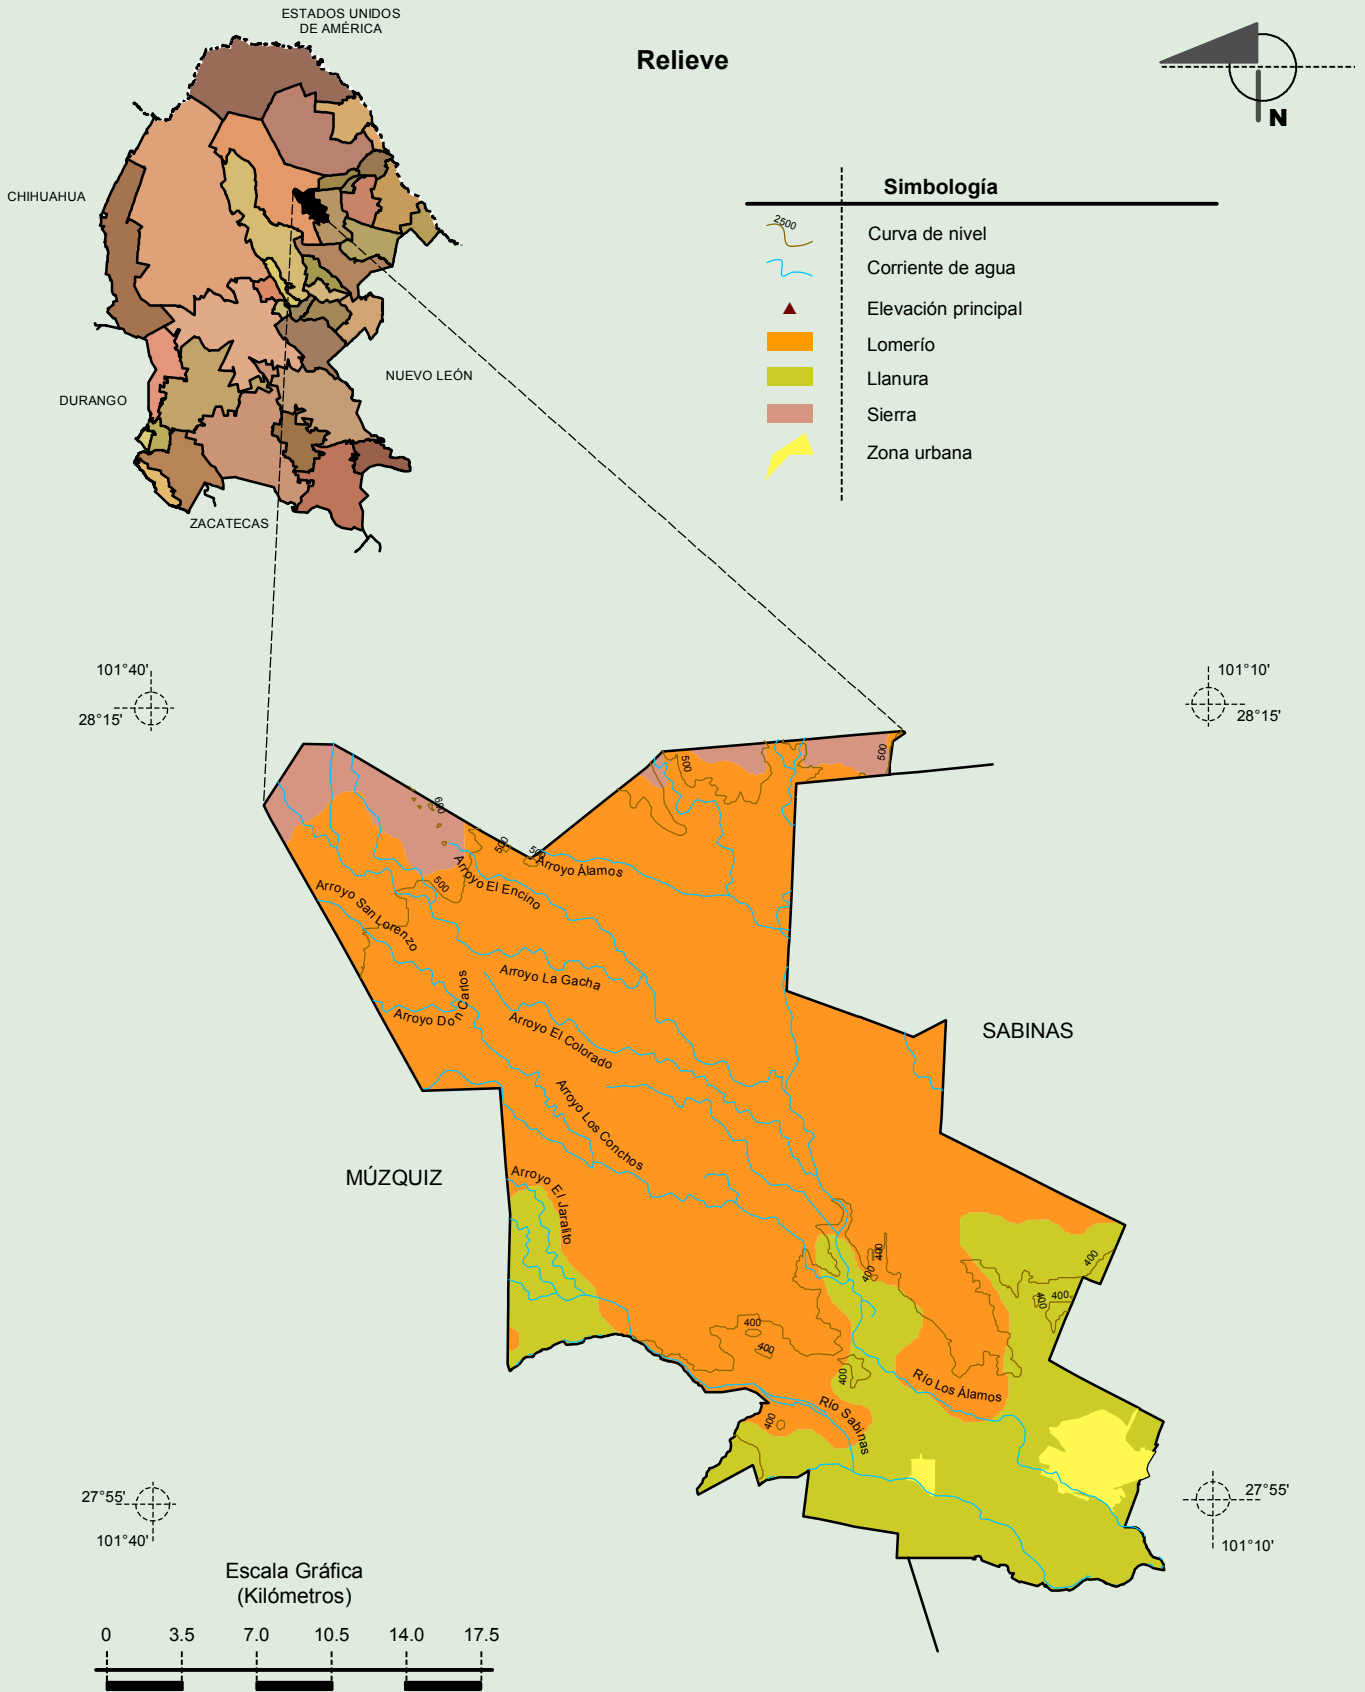 ESTADOS UNIDOS
DE AMÉRICA
Relieve
N
CHIHUAHUA
DURANGO
NUEVO LEÓN
ZACATECAS
Simbología
2500
Curva de nivel
Corriente de agua
Elevación principal
Lomerío
Llanura
Sierra
Zona urbana
101°40'
28°15'
101°10'
28°15'
500
500
600
500
500
500
Arroyo Álamos
Arroyo El Encino
Arroyo San Lorenzo
Arroyo La Gacha
Arroyo Don Carlos
Arroyo El Colorado
SABINAS
Arroyo Los Conchos
MÚZQUIZ
Arroyo El Jaralito
400
400
400
400
400
400
400
400
400
Río Los Álamos
Río Sabinas
27°55'
101°40'
27°55'
101°10'
Escala Gráfica
(Kilómetros)
0 3.5 7.0 10.5 14.0 17.5